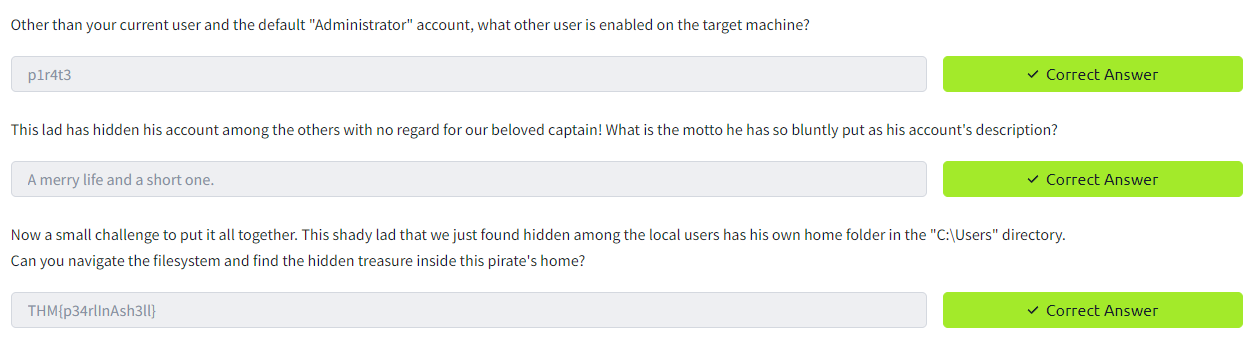 Other than your current user and the default "Administrator" account, what other user is enabled on the target machine?
p1r4t3
✓ Correct Answer
This lad has hidden his account among the others with no regard for our beloved captain! What is the motto he has so bluntly put as his account's description?
A merry life and a short one.
✓ Correct Answer
Now a small challenge to put it all together. This shady lad that we just found hidden among the local users has his own home folder in the "C:\Users" directory.
Can you navigate the filesystem and find the hidden treasure inside this pirate's home?
THM{p34rlInAsh3ll}
✓ Correct Answer